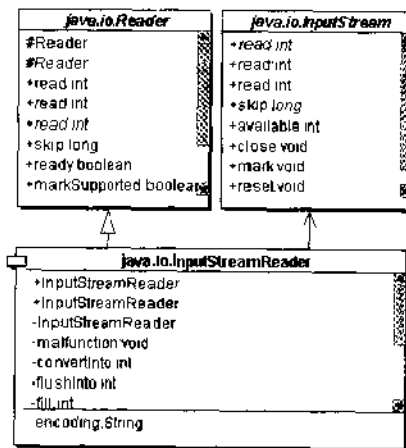 java.io.Reader
#Reader
#Reader
+read int
+read int
+read int
+skip long
+ready boolean
+markSupported boolean
java.io.InputStream
+read int
+read int
+read int
+skip long
+available int
+close void
+mark void
+reset void
java.io.InputStreamReader
+InputStreamReader
+InputStreamReader
-InputStreamReader
-malfunction void
-convertInto int
-flushInto int
-fill int
encoding:String